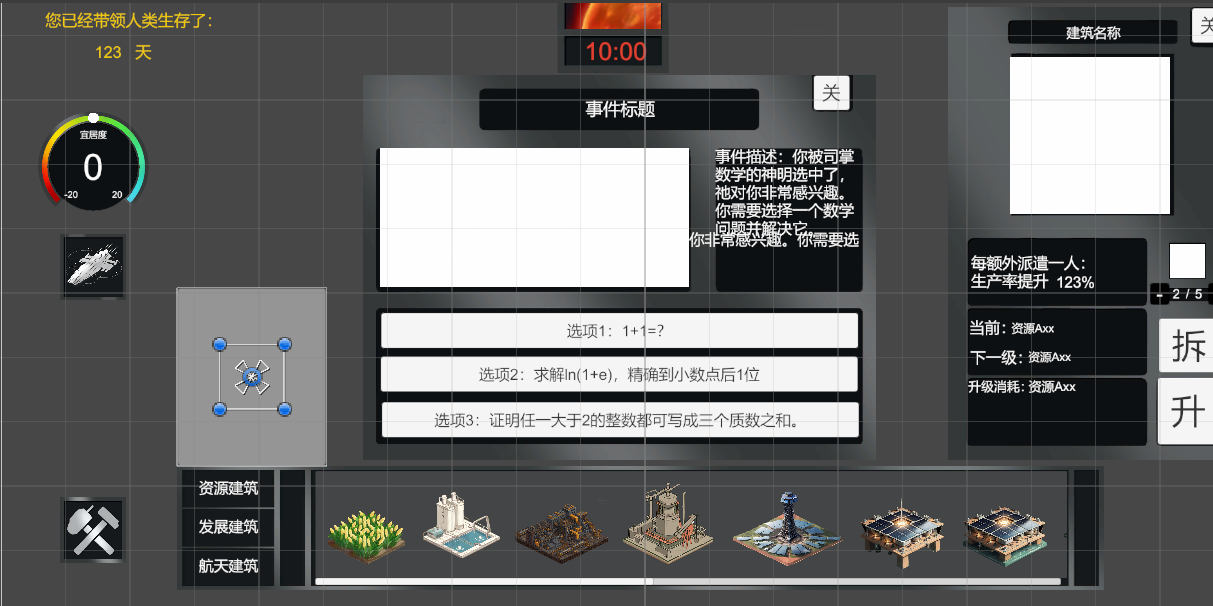 您已经带领人类生存了：
123 天
宜居度
0
-20 20
10:00
事件标题
关
事件描述：你被司掌
数学的神明选中了，
祂对你非常感兴趣。
你需要选择一个数学
问题并解决它
你非常感兴趣。你需要选
选项1：1+1=?
选项2：求解ln(1+e)，精确到小数点后1位
选项3：证明任一大于2的整数都可写成三个质数之和。
建筑名称
关
每额外派遣一人：
生产率提升 123%
- 2 / 5
当前: 资源Axx
下一级: 资源Axx
升级消耗: 资源Axx
拆
升
资源建筑
发展建筑
航天建筑